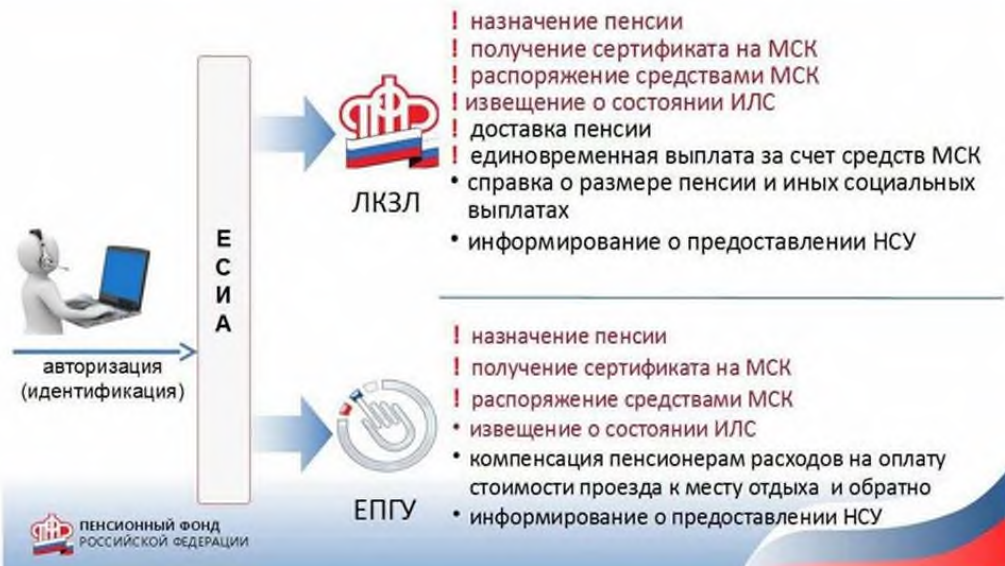 ! назначение пенсии
! получение сертификата на МСК
! распоряжение средствами МСК
! извещение о состоянии ИЛС
! доставка пенсии
! единовременная выплата за счет средств МСК
• справка о размере пенсии и иных социальных
выплатах
• информирование о предоставлении НСУ
ЛКЗЛ
Е
С
И
А
авторизация
(идентификация)
! назначение пенсии
! получение сертификата на МСК
! распоряжение средствами МСК
• извещение о состоянии ИЛС
• компенсация пенсионерам расходов на оплату
стоимости проезда к месту отдыха и обратно
• информирование о предоставлении НСУ
ЕПГУ
ПЕНСИОННЫЙ ФОНД
РОССИЙСКОЙ ФЕДЕРАЦИИ